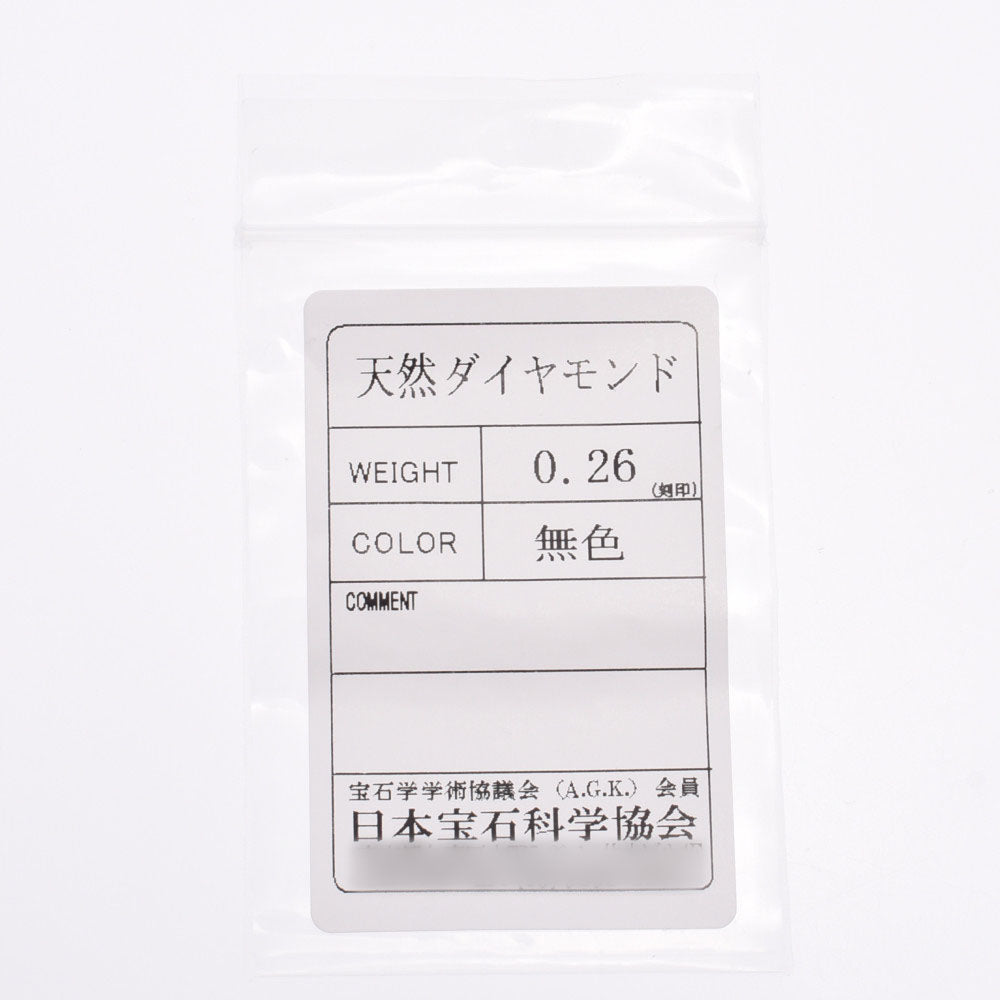 天然ダイヤモンド
WEIGHT 0.26 (刻印)
COLOR 無色
COMMENT
宝石学学術協議会 (A.G.K.) 会員
日本宝石科学協会